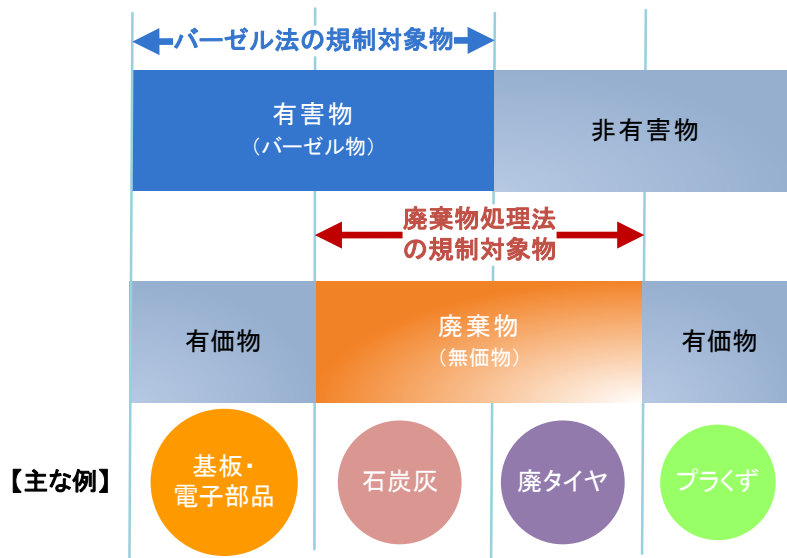 バーゼル法の規制対象物
有害物
（バーゼル物）
非有害物
廃棄物処理法
の規制対象物
有価物
廃棄物
（無価物）
有価物
【主な例】
基板・
電子部品
石炭灰
廃タイヤ
プラくず